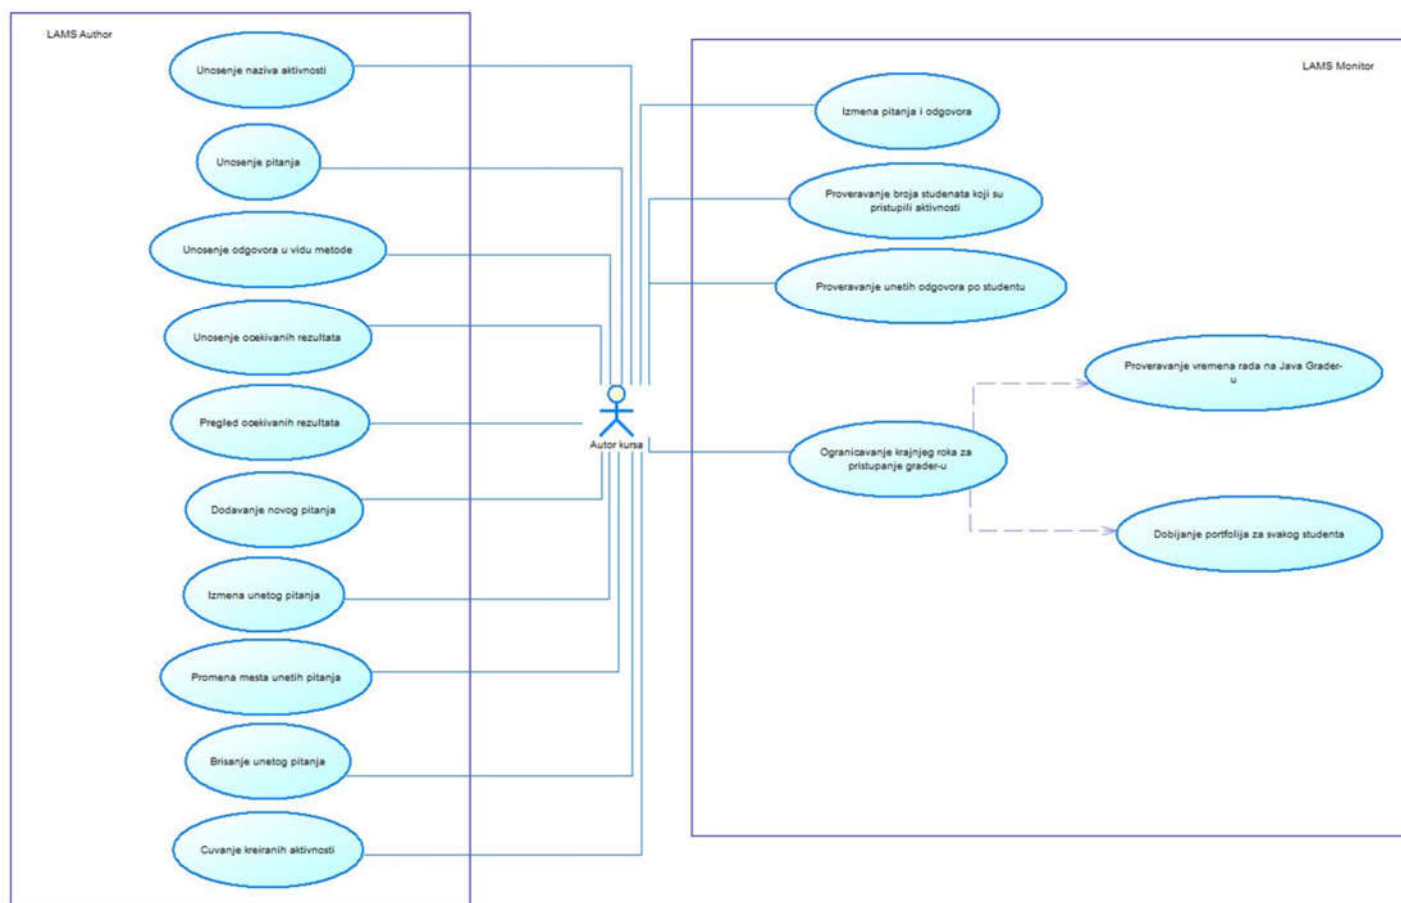 LAMS Author
Unosenje naziva aktivnosti
Unosenje pitanja
Unosenje odgovora u vidu metode
Unosenje ocekivanih rezultata
Pregled ocekivanih rezultata
Dodavanje novog pitanja
Izmena unetog pitanja
Promena mesta unetih pitanja
Brisanje unetog pitanja
Cuvanje kreiranih aktivnosti
Autor kursa
LAMS Monitor
Izmena pitanja i odgovora
Proveravanje broja studenata koji su
pristupili aktivnosti
Proveravanje unetih odgovora po studentu
Ogranicavanje krajnjeg roka za
pristupanje grader-u
Proveravanje vremena rada na Java Grader-
u
Dobijanje portfolija za svakog studenta